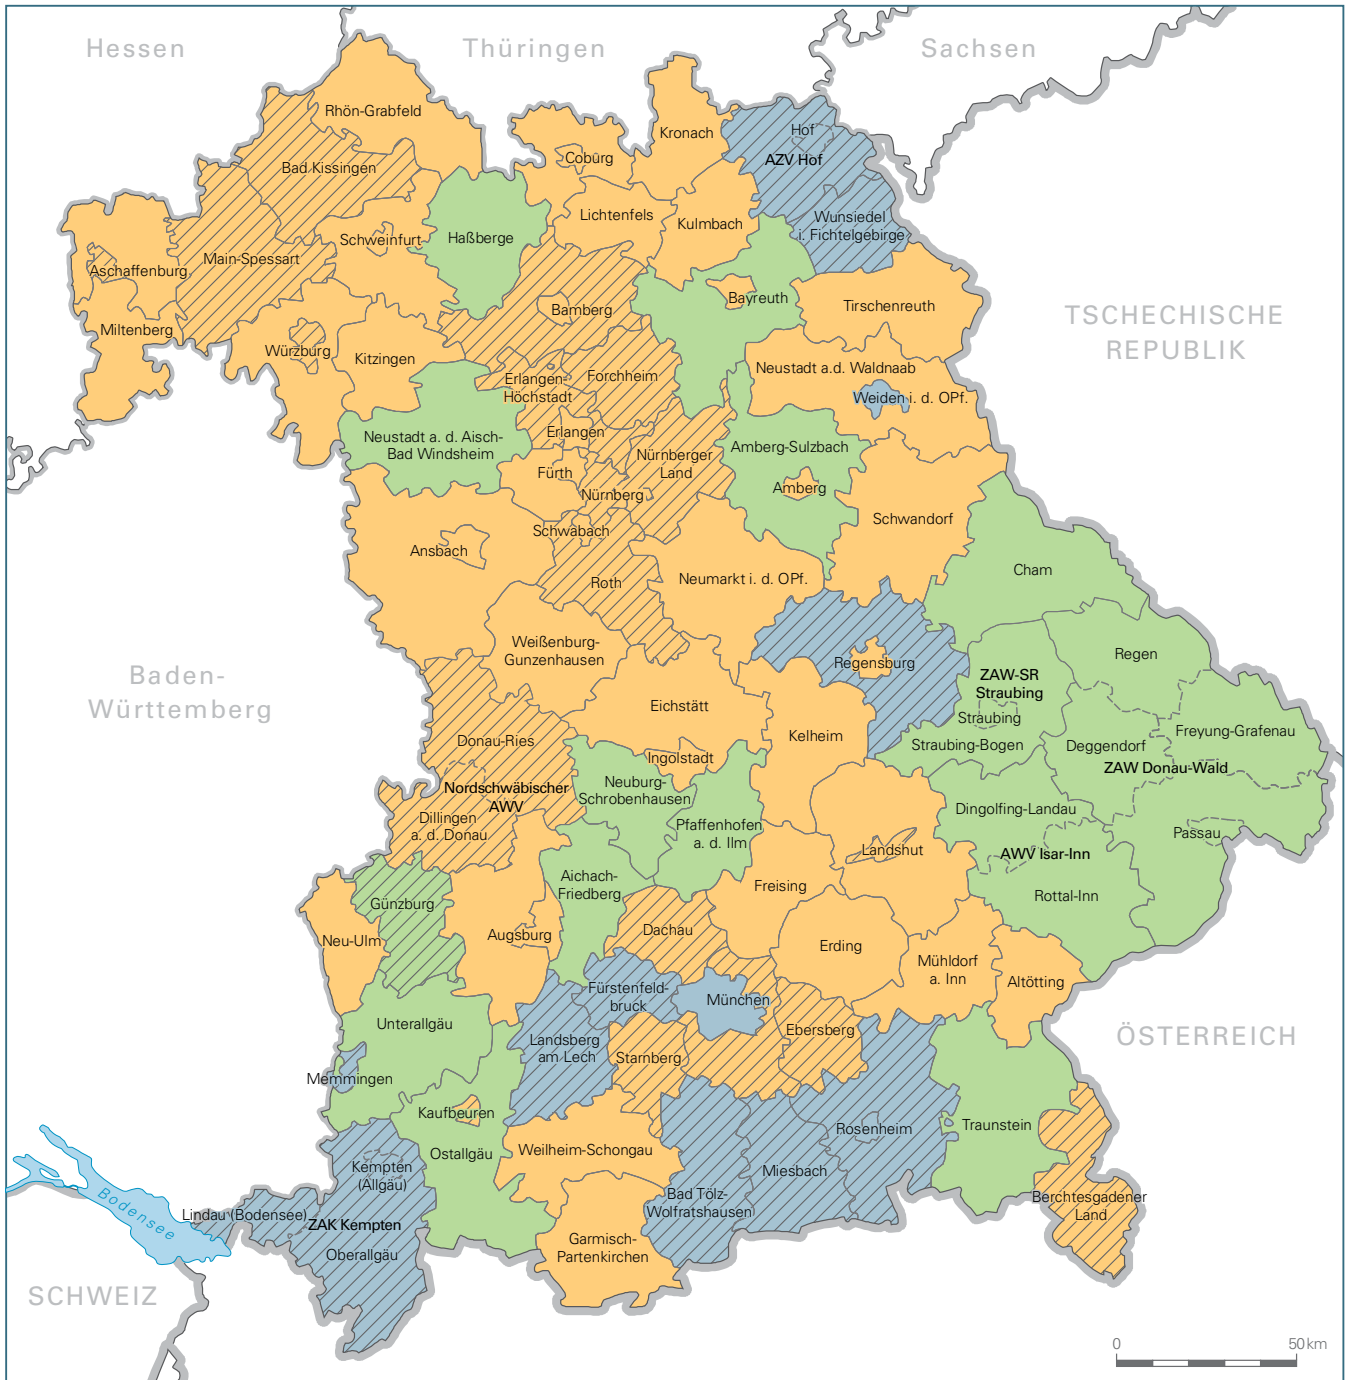 Hessen
Thüringen
Sachsen
Rhön-Grabfeld
Kronach
Hof
AZV Hof
Coburg
Bad Kissingen
Lichtenfels
Kulmbach
Wunsiedel
i. Fichtelgebirge
Schweinfurt
Haßberge
Main-Spessart
Aschaffenburg
Bayreuth
Tirschenreuth
Bamberg
Miltenberg
TSCHECHISCHE
REPUBLIK
Würzburg
Kitzingen
Neustadt a.d. Waldnaab
Erlangen-
Höchstadt
Forchheim
Weiden i. d. OPf.
Erlangen
Neustadt a. d. Aisch-
Bad Windsheim
Amberg-Sulzbach
Nürnberger
Land
Fürth
Amberg
Nürnberg
Schwandorf
Schwabach
Ansbach
Cham
Roth
Neumarkt i. d. OPf.
Weißenburg-
Gunzenhausen
Regensburg
Regen
Baden-
Württemberg
ZAW-SR
Straubing
Straubing
Eichstätt
Kelheim
Freyung-Grafenau
Donau-Ries
Straubing-Bogen
Deggendorf
Ingolstadt
ZAW Donau-Wald
Nordschwäbischer
AWV
Neuburg-
Schrobenhausen
Dingolfing-Landau
Dillingen
a. d. Donau
Pfaffenhofen
a. d. Ilm
Passau
Landshut
AWV Isar-Inn
Aichach-
Friedberg
Freising
Rottal-Inn
Günzburg
Dachau
Neu-Ulm
Augsburg
Erding
Mühldorf
a. Inn
Altötting
Fürstenfeld-
bruck
München
Unterallgäu
Ebersberg
ÖSTERREICH
Landsberg
am Lech
Starnberg
Memmingen
Kaufbeuren
Traunstein
Rosenheim
Ostallgäu
Weilheim-Schongau
Kempten
(Allgäu)
Miesbach
Bodensee
Bad Tölz-
Wolfratshausen
Berchtesgadener
Land
Lindau (Bodensee)
ZAK Kempten
Oberallgäu
Garmisch-
Partenkirchen
SCHWEIZ
0
50 km